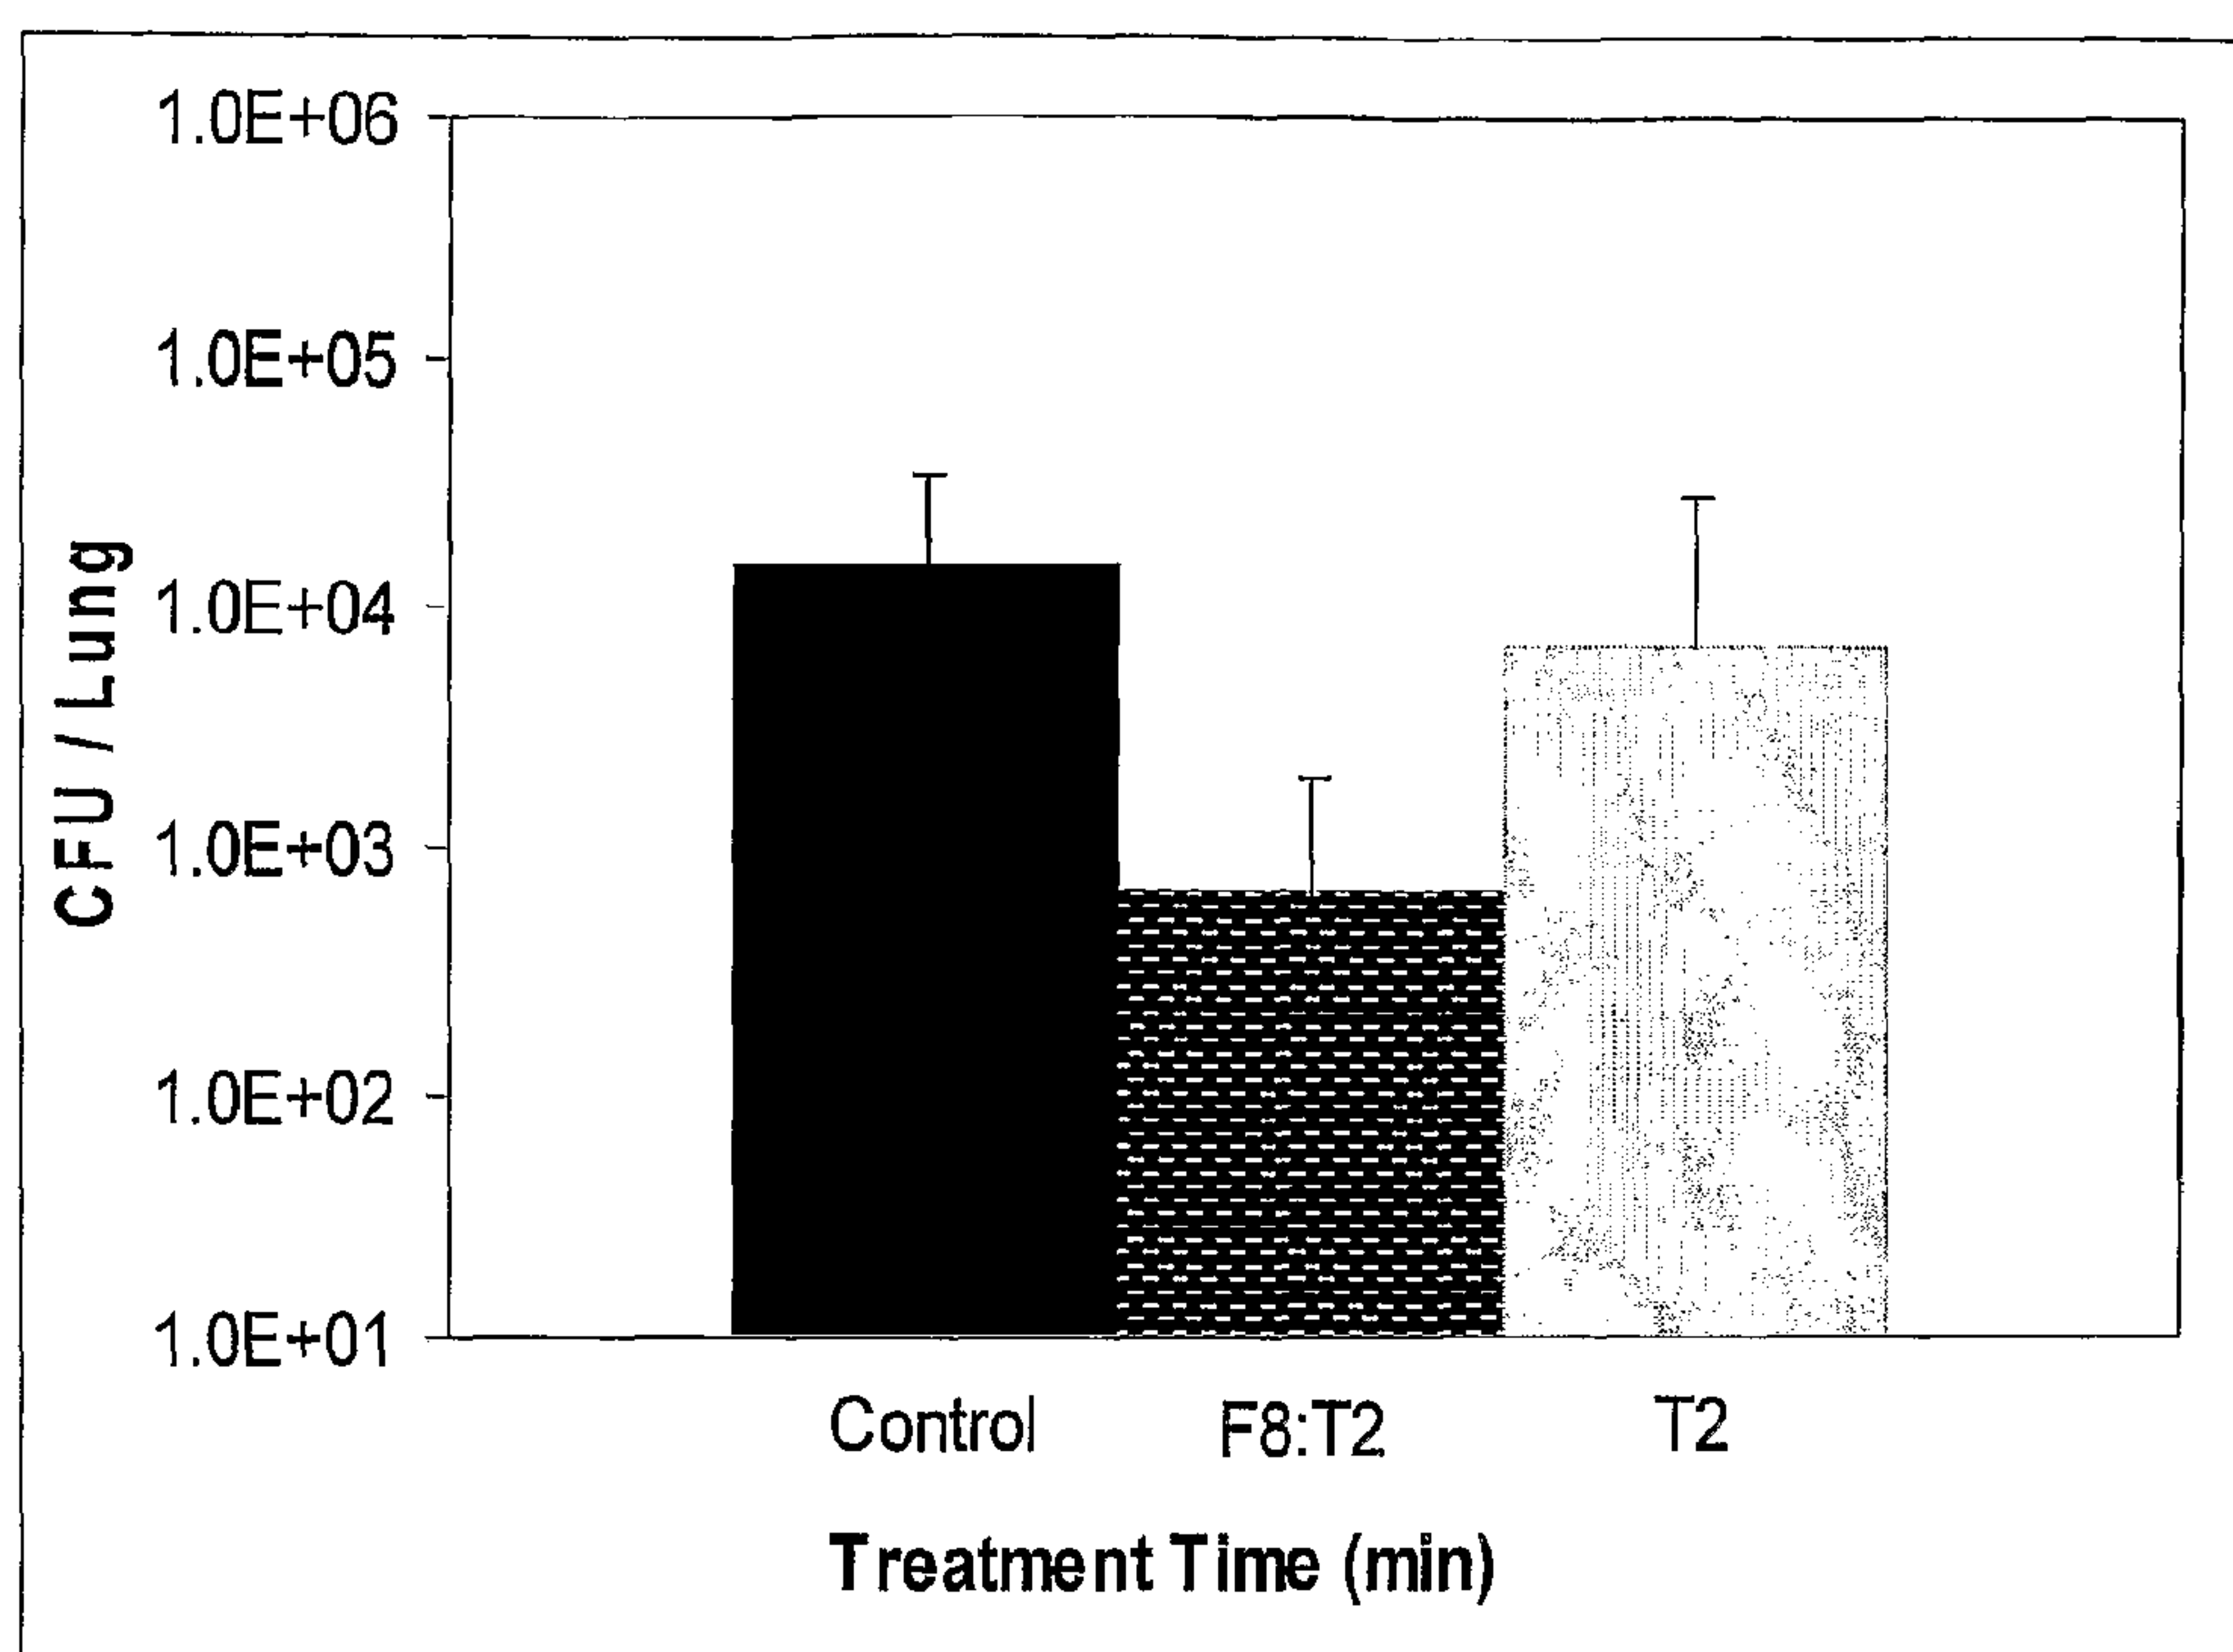 1.0E+06
1.0E+05
1.0E+04
1.0E+03
1.0E+02
1.0E+01
CFU / Lung
Control F8:T2 T2
Treatment Time (min)